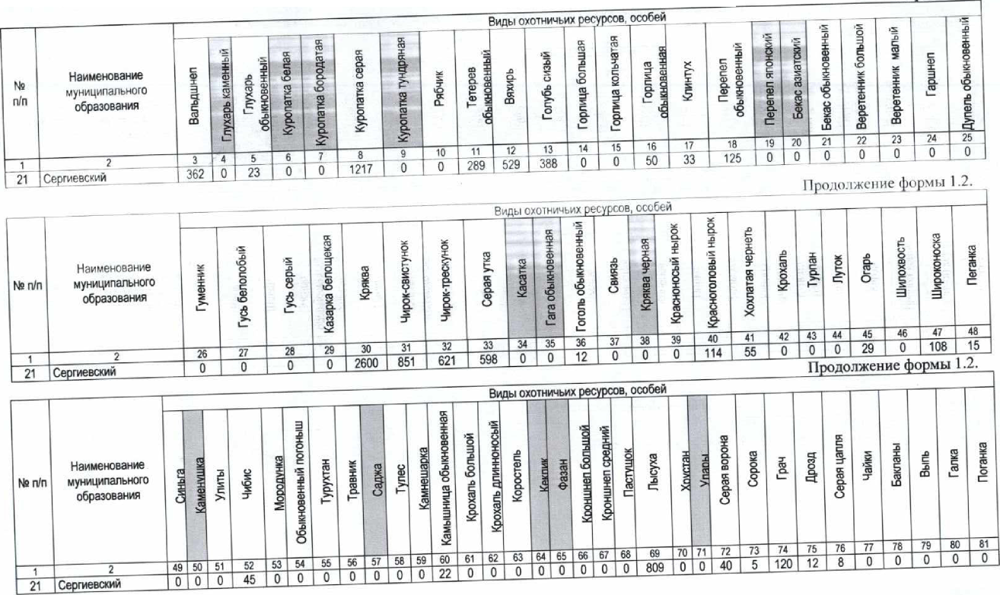 Виды охотничьих ресурсов, особей
№ п/п
Наименование муниципального образования
Вальдшнеп
Глухарь каменный
Глухарь обыкновенный
Куропатка белая
Куропатка бородатая
Куропатка серая
Куропатка тундряная
Рябчик
Тетерев обыкновенный
Вяхирь
Голубь сизый
Горлица большая
Горлица кольчатая
Горлица обыкновенная
Клинтух
Перепел обыкновенный
Перепел японский
Бекас азиатский
Бекас обыкновенный
Веретенник большой
Веретенник малый
Гаршнеп
Дупель обыкновенный
1 2 3 4 5 6 7 8 9 10 11 12 13 14 15 16 17 18 19 20 21 22 23 24 25
21 Сергиевский 362 0 23 0 0 1217 0 0 289 529 388 0 0 50 33 125 0 0 0 0 0 0 0
Продолжение формы 1.2.
Виды охотничьих ресурсов, особей
№ п/п
Наименование муниципального образования
Гуменник
Гусь белолобый
Гусь серый
Казарка белощекая
Кряква
Чирок-свистунок
Чирок-трескунок
Серая утка
Касатка
Гага обыкновенная
Гоголь обыкновенный
Свиязь
Кряква черная
Красноносый нырок
Красноголовый нырок
Хохлатая чернеть
Крохаль
Турпан
Луток
Огарь
Шилохвость
Широконоска
Пеганка
1 2 26 27 28 29 30 31 32 33 34 35 36 37 38 39 40 41 42 43 44 45 46 47 48
21 Сергиевский 0 0 0 0 2600 851 621 598 0 0 12 0 0 0 114 55 0 0 0 29 0 108 15
Продолжение формы 1.2.
Виды охотничьих ресурсов, особей
№ п/п
Наименование муниципального образования
Синьга
Каменушка
Улиты
Чибис
Мородунка
Обыкновенный погоныш
Турухтан
Травник
Саджа
Тулес
Камнешарка
Камышница обыкновенная
Крохаль большой
Крохаль длинноносый
Коростель
Кеклик
Фазан
Кроншнеп большой
Кроншнеп средний
Пастушок
Лысуха
Хрустан
Улары
Серая ворона
Сорока
Грач
Дрозд
Серая цапля
Чайки
Бакланы
Выпь
Галка
Поганка
1 2 49 50 51 52 53 54 55 56 57 58 59 60 61 62 63 64 65 66 67 68 69 70 71 72 73 74 75 76 77 78 79 80 81
21 Сергиевский 0 0 0 45 0 0 0 0 0 0 0 22 0 0 0 0 0 0 0 0 809 0 0 40 5 120 12 8 0 0 0 0 0